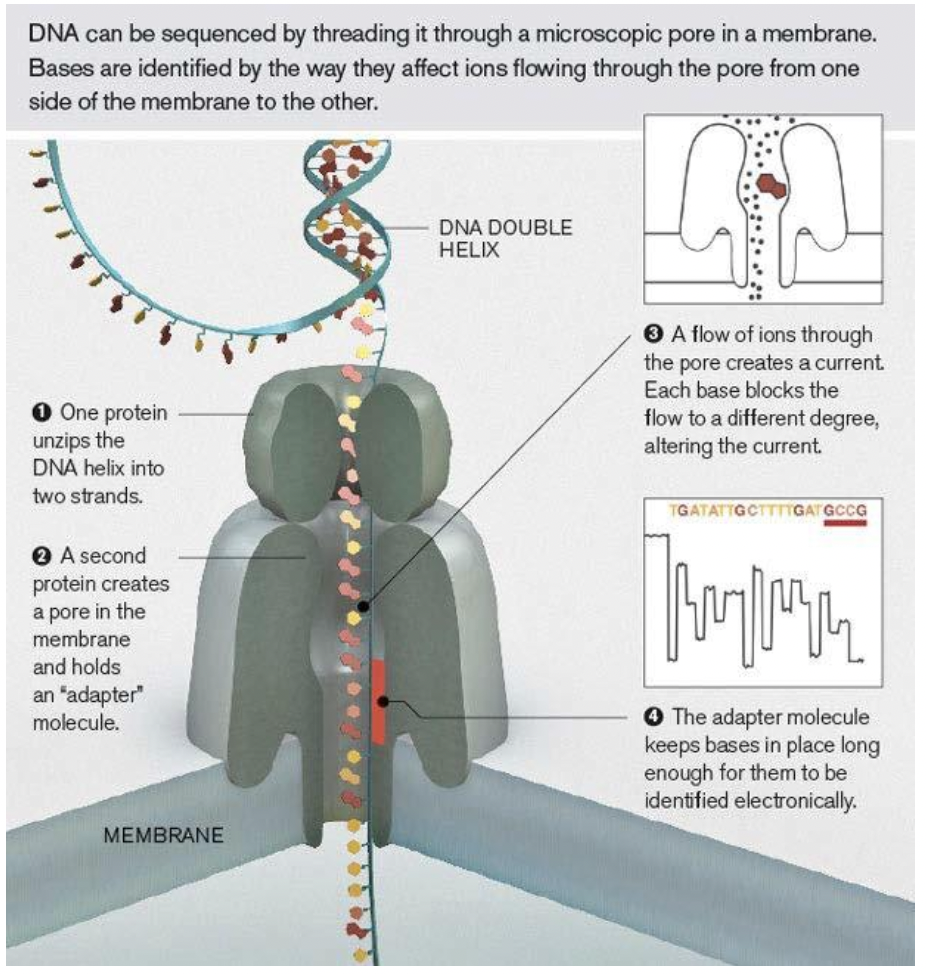 DNA can be sequenced by threading it through a microscopic pore in a membrane.
Bases are identified by the way they affect ions flowing through the pore from one
side of the membrane to the other.
DNA DOUBLE
HELIX
❶ One protein
unzips the
DNA helix into
two strands.
❷ A second
protein creates
a pore in the
membrane
and holds
an "adapter"
molecule.
❸ A flow of ions through
the pore creates a current.
Each base blocks the
flow to a different degree,
altering the current.
TGATATTGCTTTTGATGCCG
❹ The adapter molecule
keeps bases in place long
enough for them to be
identified electronically.
MEMBRANE